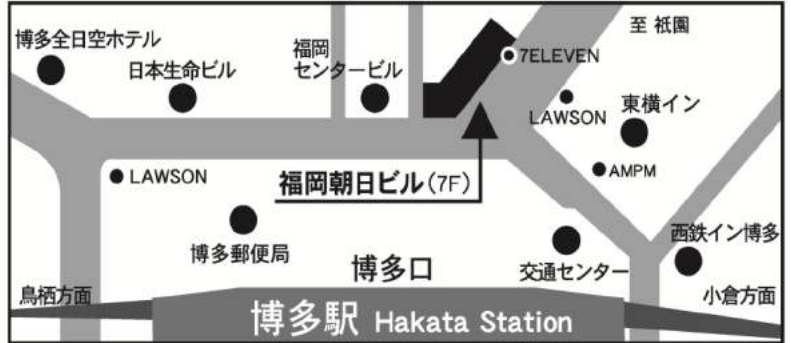 博多全日空ホテル
日本生命ビル
福岡
センタービル
7ELEVEN
至 祇園
LAWSON
東横イン
AMPM
LAWSON
福岡朝日ビル(7F)
博多郵便局
博多口
交通センター
西鉄イン博多
鳥栖方面
小倉方面
博多駅 Hakata Station